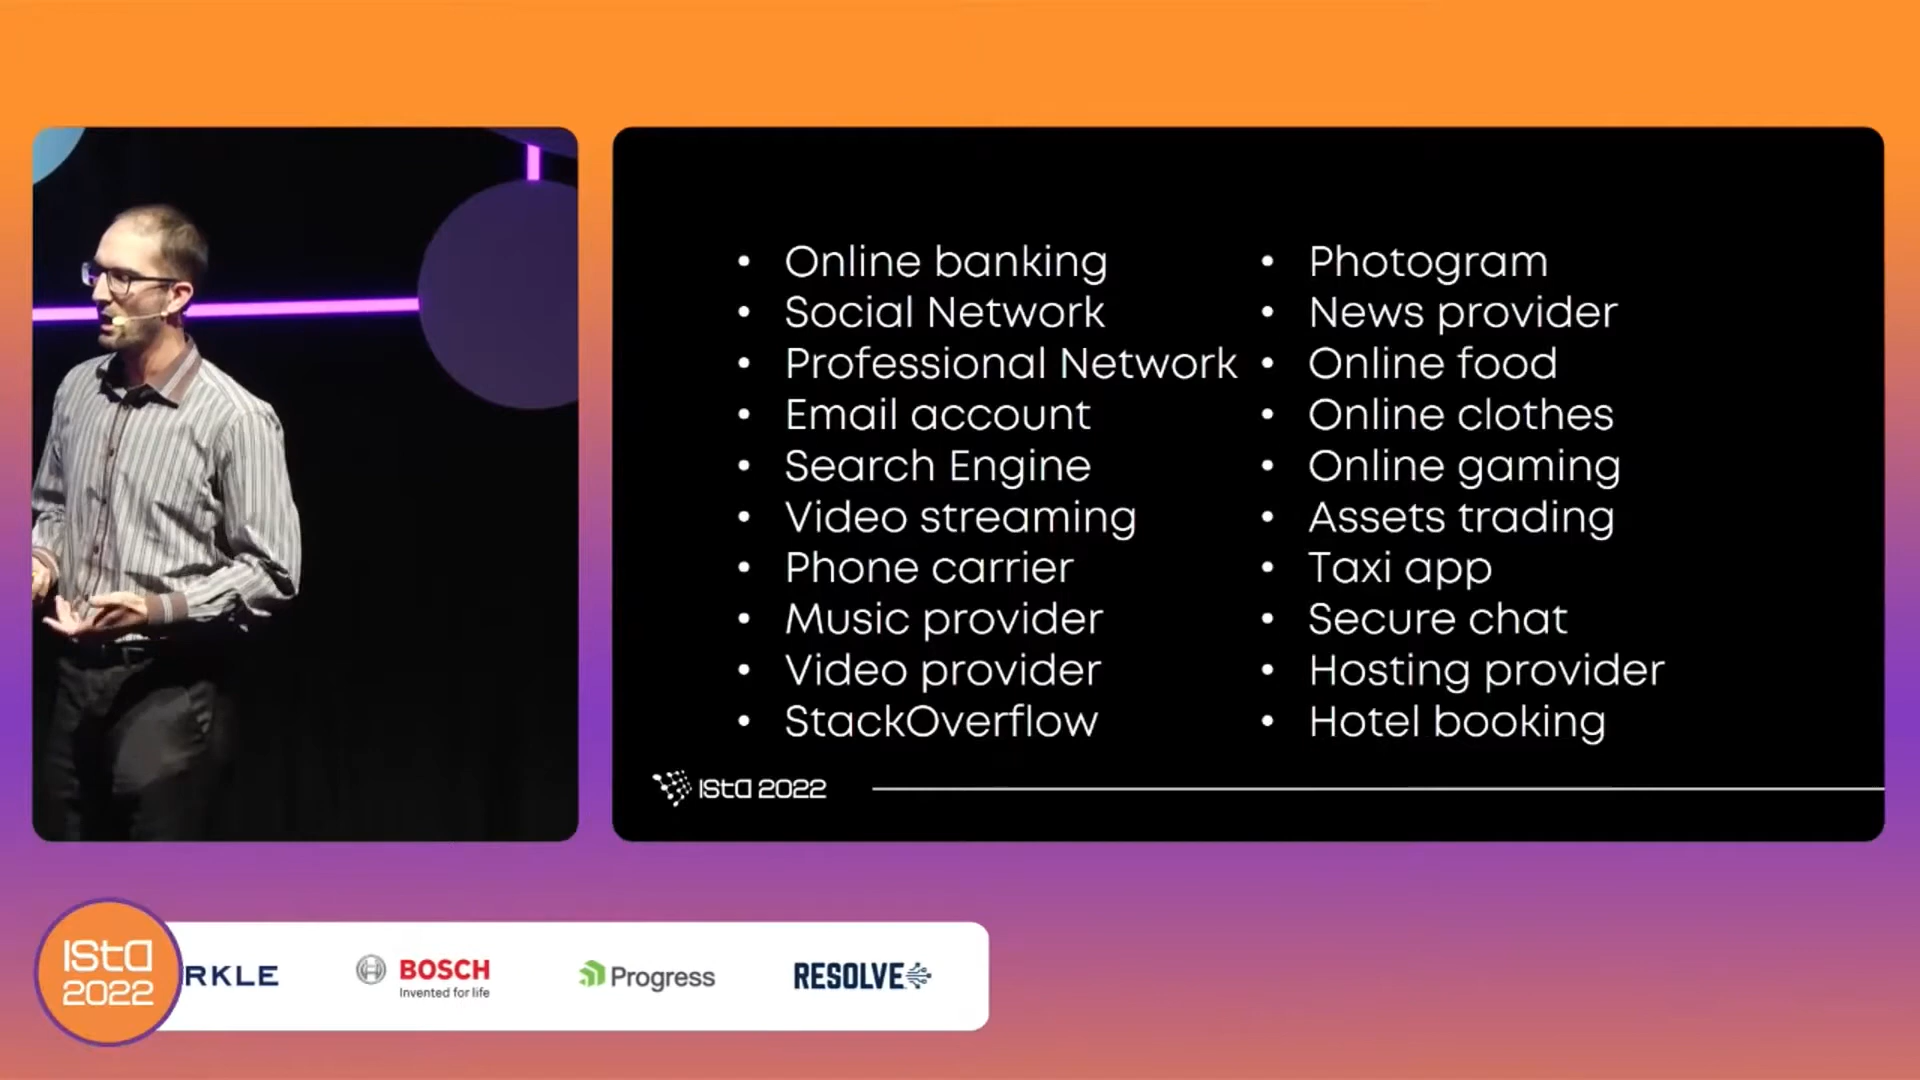 • Online banking
• Social Network
• Professional Network
• Email account
• Search Engine
• Video streaming
• Phone carrier
• Music provider
• Video provider
• StackOverflow
• Photogram
• News provider
• Online food
• Online clothes
• Online gaming
• Assets trading
• Taxi app
• Secure chat
• Hosting provider
• Hotel booking
ISTA 2022
ISTA
2022
RKLE
BOSCH
Invented for life
Progress
RESOLVE